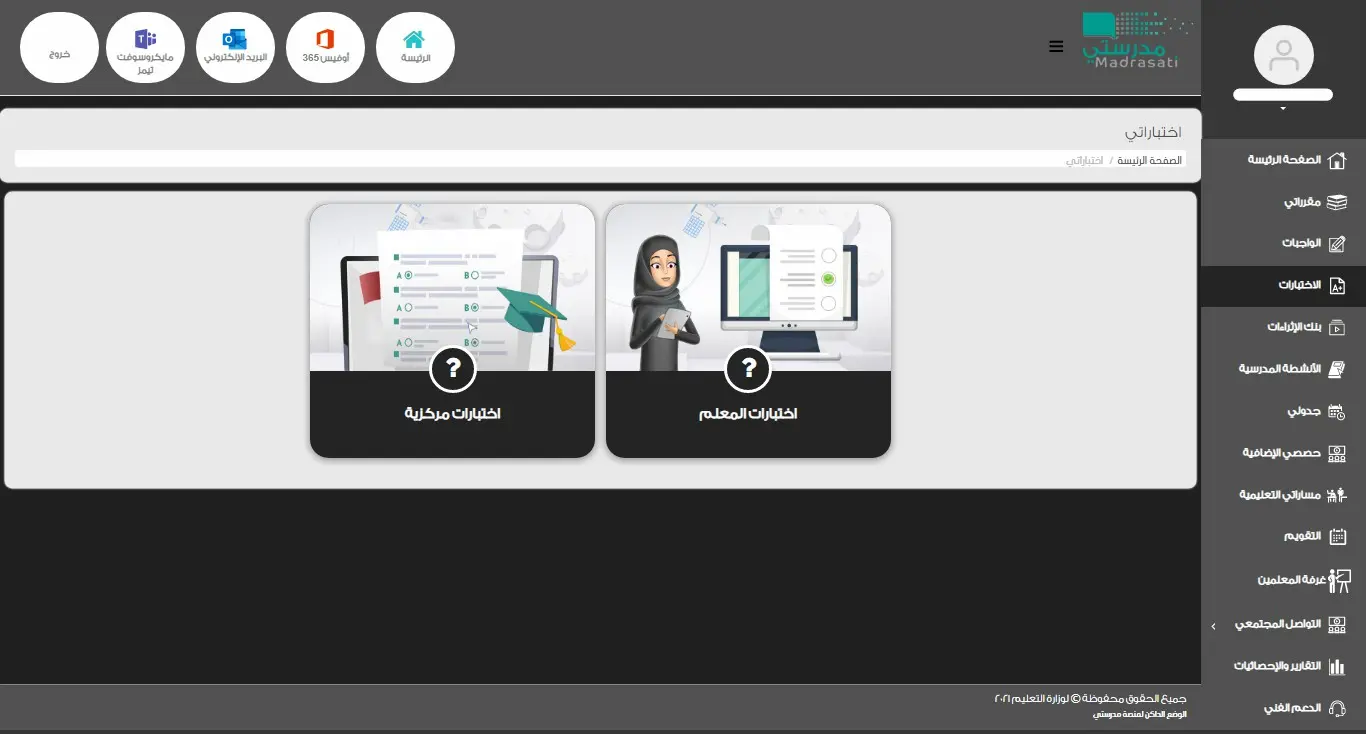 مدرستي
Madrasati
الرئيسة
أوفيس 365
البريد الإلكتروني
مايكروسوفت
تيمز
خروج
الصفحة الرئيسة
مقرراتي
الواجبات
الاختبارات
بنك الإثراءات
الأنشطة المدرسية
جدولي
حصصي الإضافية
مساراتي التعليمية
التقويم
غرفة المعلمين
التواصل المجتمعي
التقارير والإحصائيات
الدعم الفني
اختباراتي
الصفحة الرئيسة / اختباراتي
A B
A B
A B
? ?
اختبارات المعلم
اختبارات مركزية
جميع الحقوق محفوظة © لوزارة التعليم ٢٠٢١
الوضع الداكن لمنصة مدرستي